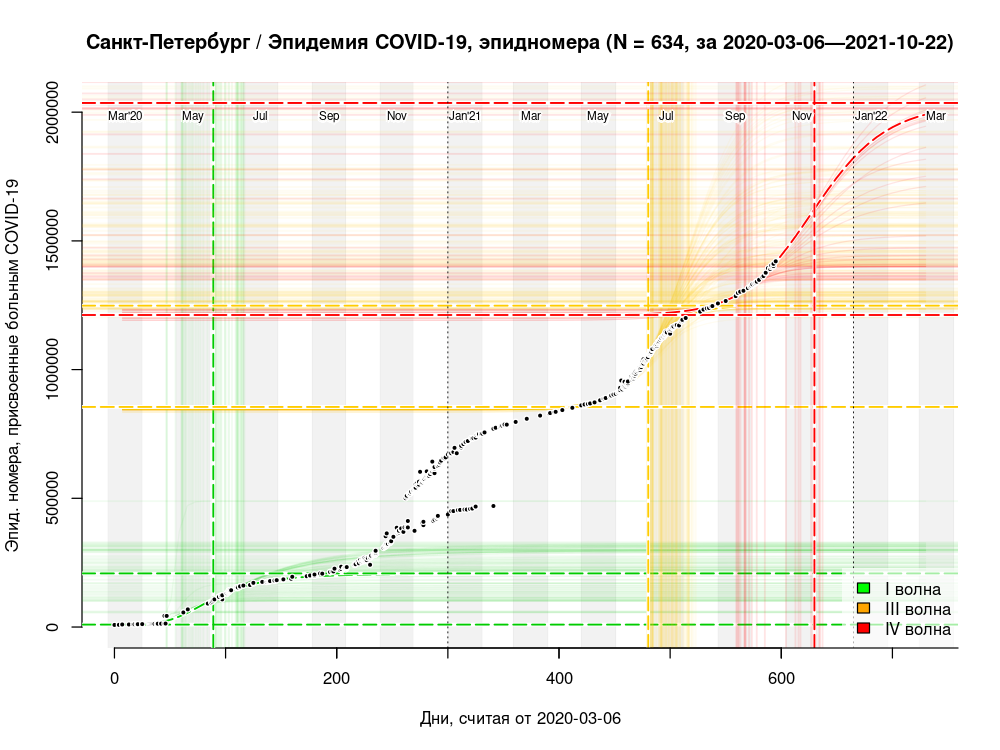 Санкт-Петербург / Эпидемия COVID-19, эпидномера (N = 634, за 2020-03-06—2021-10-22)
Эпид. номера, присвоенные больным COVID-19
2000000
1500000
1000000
500000
0
Mar'20 May Jul Sep Nov Jan'21 Mar May Jul Sep Nov Jan'22 Mar
I волна
III волна
IV волна
0 200 400 600
Дни, считая от 2020-03-06